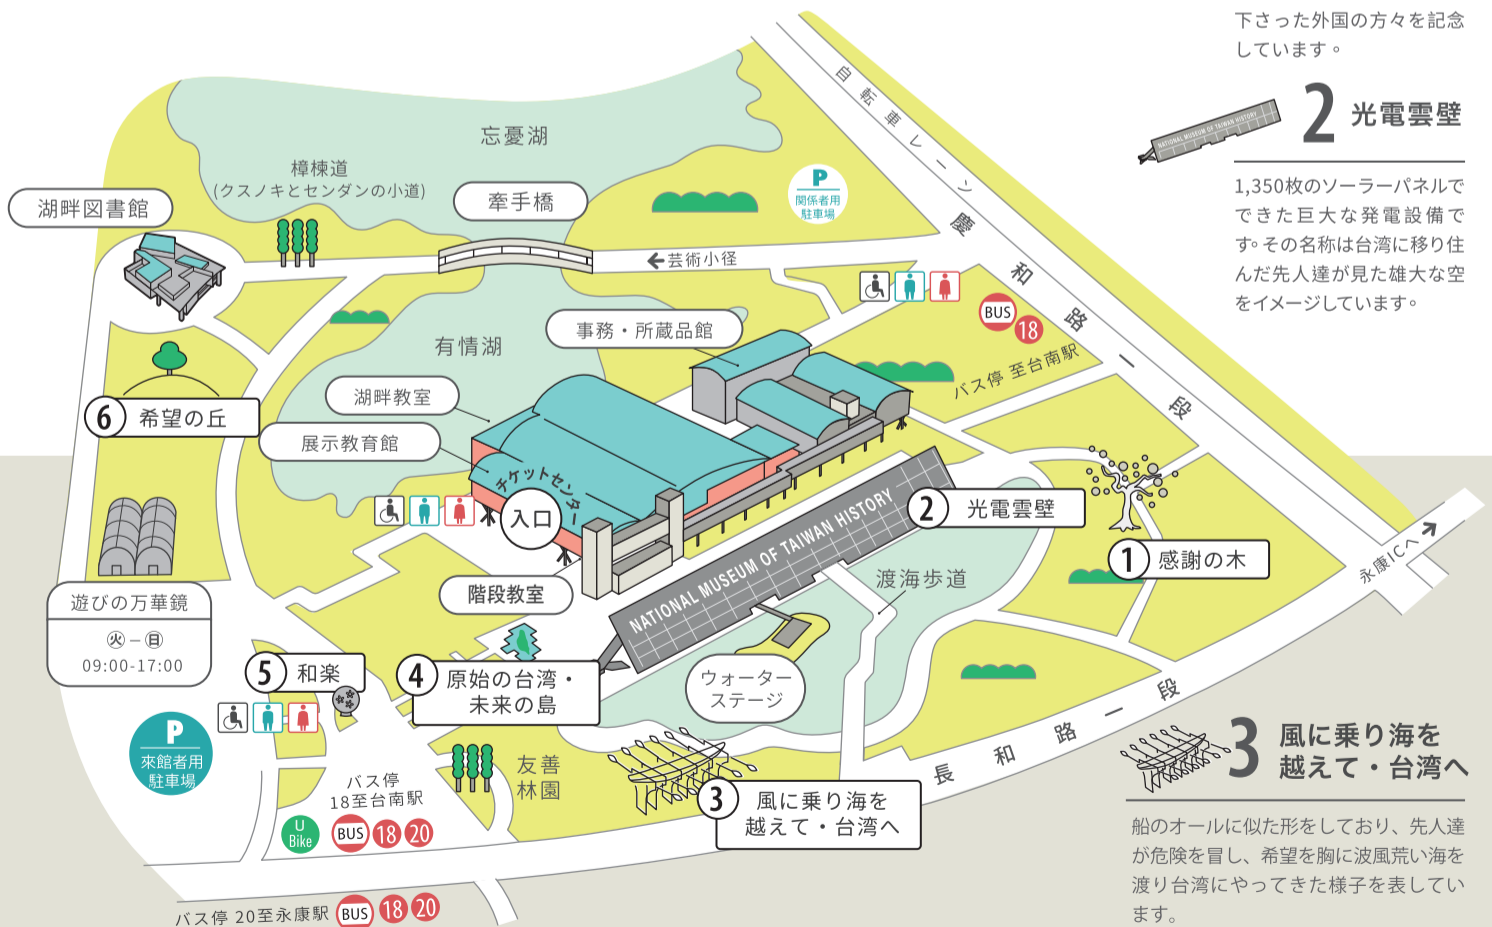 下さった外国の方々を記念
しています。
NATIONAL MUSEUM OF TAIWAN HISTORY
2 光電雲壁
1,350枚のソーラーパネルで
できた巨大な発電設備で
す。その名称は台湾に移り住
んだ先人達が見た雄大な空
をイメージしています。
自転車レーン
忘憂湖
樟棟道
(クスノキとセンダンの小道)
牽手橋
P
関係者用
駐車場
湖畔図書館
慶和路一段
←芸術小径
BUS
18
バス停 至台南駅
事務・所蔵品館
有情湖
湖畔教室
展示教育館
6 希望の丘
チケットセンター
入口
NATIONAL MUSEUM OF TAIWAN HISTORY
2 光電雲壁
1 感謝の木
永康ICへ
階段教室
渡海歩道
遊びの万華鏡
火–日
09:00-17:00
5 和楽
4 原始の台湾・
未来の島
ウォーター
ステージ
長和路一段
P
來館者用
駐車場
友善
林園
バス停
18至台南駅
U
Bike
BUS 18 20
3 風に乗り海を
越えて・台湾へ
バス停 20至永康駅 BUS 18 20
3 風に乗り海を
越えて・台湾へ
船のオールに似た形をしており、先人達
が危険を冒し、希望を胸に波風荒い海を
渡り台湾にやってきた様子を表してい
ます。